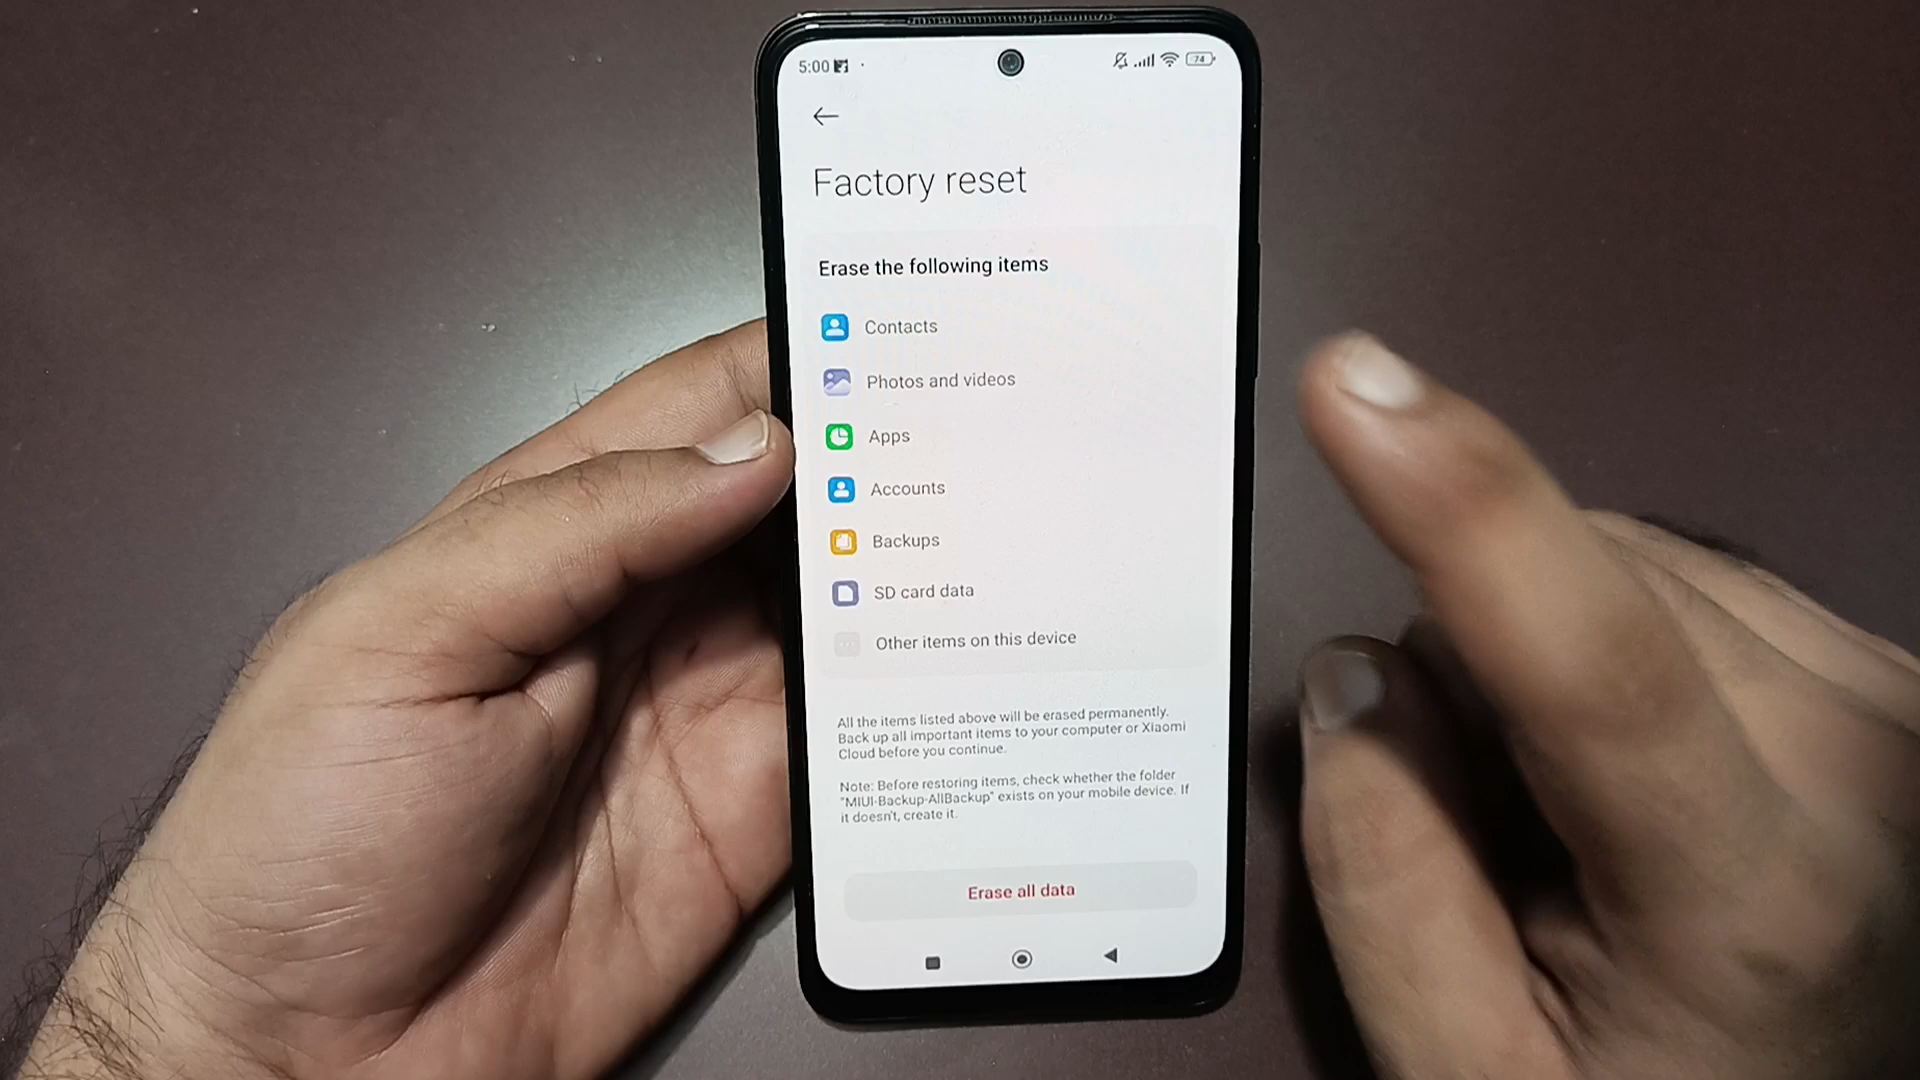 5:00
74
Factory reset
Erase the following items
Contacts
Photos and videos
Apps
Accounts
Backups
SD card data
Other items on this device
All the items listed above will be erased permanently.
Back up all important items to your computer or Xiaomi
Cloud before you continue.
Note: Before restoring items, check whether the folder
"MIUI-Backup-AllBackup" exists on your mobile device. If
it doesn't, create it.
Erase all data